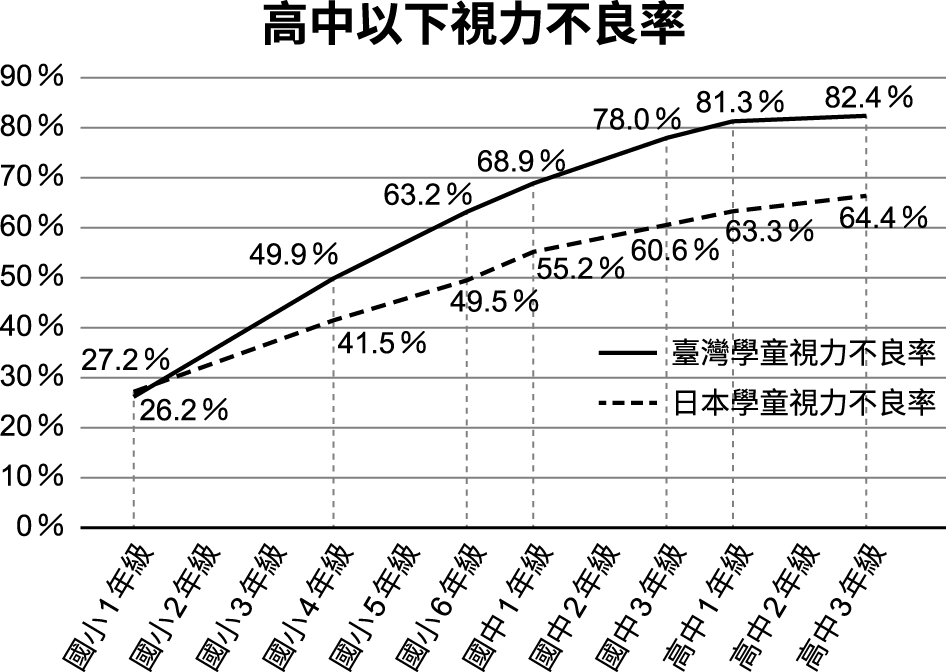 高中以下視力不良率
90%
80%
70%
60%
50%
40%
30%
20%
10%
0%
27.2%
26.2%
49.9%
41.5%
63.2%
49.5%
68.9%
55.2%
78.0%
60.6%
81.3%
63.3%
82.4%
64.4%
臺灣學童視力不良率
日本學童視力不良率
國小1年級
國小2年級
國小3年級
國小4年級
國小5年級
國小6年級
國中1年級
國中2年級
國中3年級
高中1年級
高中2年級
高中3年級